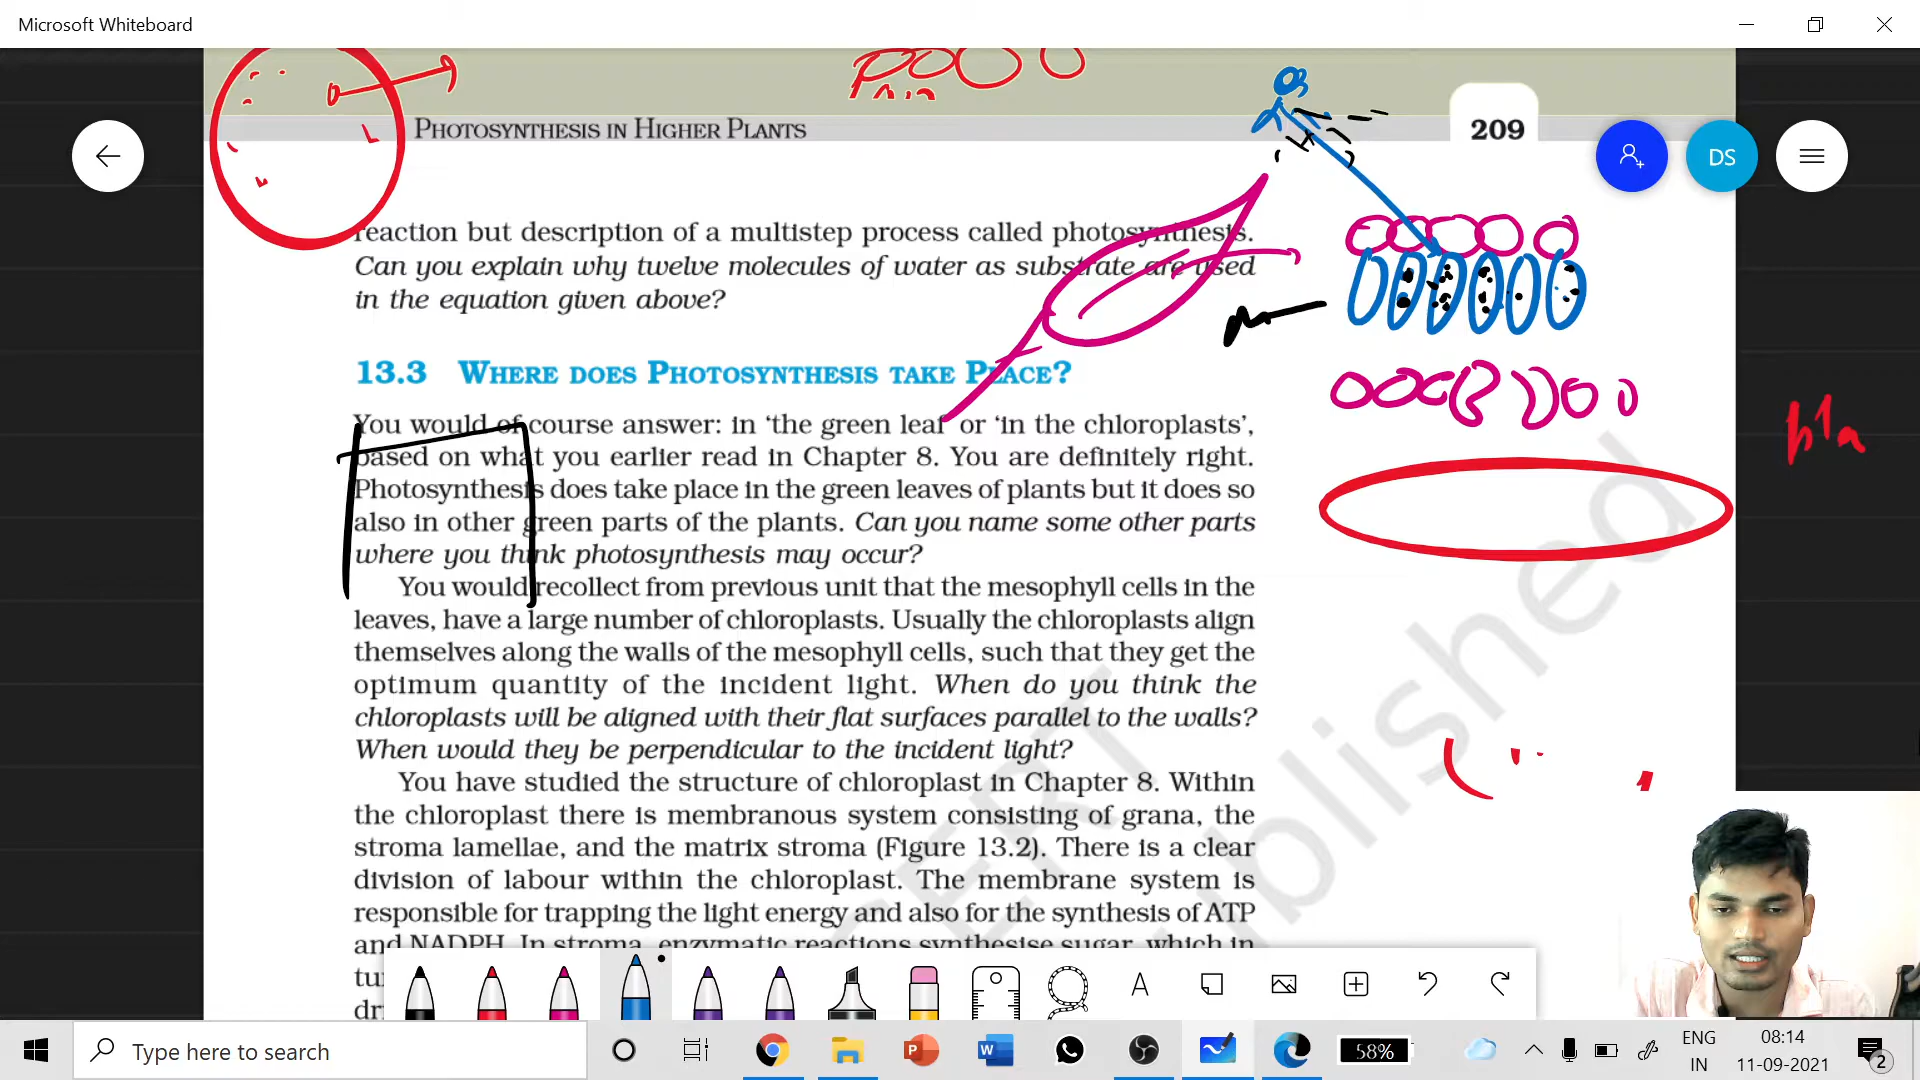 Microsoft Whiteboard
PHOTOSYNTHESIS IN HIGHER PLANTS
209
DS
reaction but description of a multistep process called photosynthesis.
Can you explain why twelve molecules of water as substrate are used
in the equation given above?
13.3 WHERE DOES PHOTOSYNTHESIS TAKE PLACE?
You would of course answer: in ‘the green leaf’ or ‘in the chloroplasts’,
based on what you earlier read in Chapter 8. You are definitely right.
Photosynthesis does take place in the green leaves of plants but it does so
also in other green parts of the plants. Can you name some other parts
where you think photosynthesis may occur?
You would recollect from previous unit that the mesophyll cells in the
leaves, have a large number of chloroplasts. Usually the chloroplasts align
themselves along the walls of the mesophyll cells, such that they get the
optimum quantity of the incident light. When do you think the
chloroplasts will be aligned with their flat surfaces parallel to the walls?
When would they be perpendicular to the incident light?
You have studied the structure of chloroplast in Chapter 8. Within
the chloroplast there is membranous system consisting of grana, the
stroma lamellae, and the matrix stroma (Figure 13.2). There is a clear
division of labour within the chloroplast. The membrane system is
responsible for trapping the light energy and also for the synthesis of ATP
and NADPH. In stroma, enzymatic reactions synthesise sugar, which in
Type here to search
58%
ENG
IN
08:14
11-09-2021
2